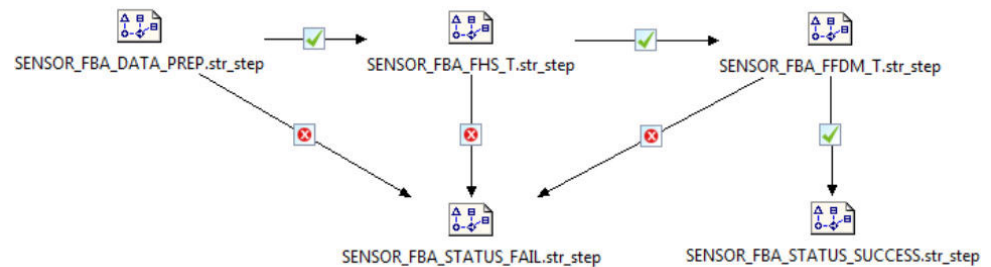 SENSOR_FBA_DATA_PREP.str_step
SENSOR_FBA_FHS_T.str_step
SENSOR_FBA_FFDM_T.str_step
SENSOR_FBA_STATUS_FAIL.str_step
SENSOR_FBA_STATUS_SUCCESS.str_step